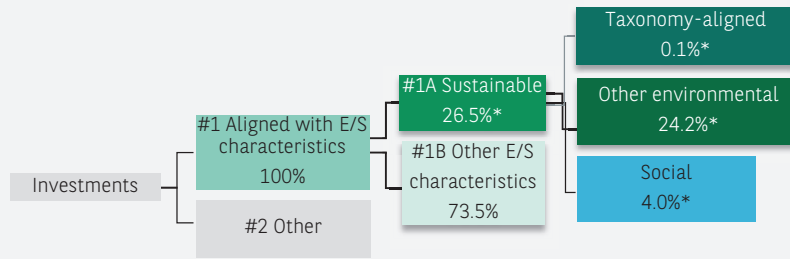 Investments
#1 Aligned with E/S
characteristics
100%
#2 Other
#1A Sustainable
26.5%*
#1B Other E/S
characteristics
73.5%
Taxonomy-aligned
0.1%*
Other environmental
24.2%*
Social
4.0%*